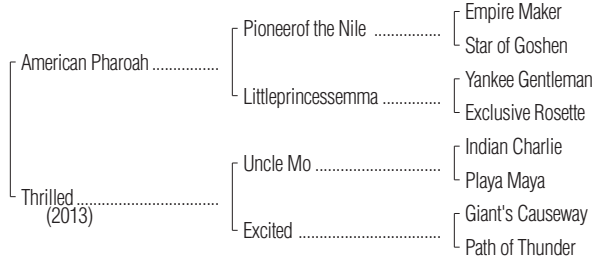 Empire Maker
Pioneerof the Nile ................
Star of Goshen
American Pharoah ................
Yankee Gentleman
Littleprincessemma ..............
Exclusive Rosette
Indian Charlie
Uncle Mo ..............................
Playa Maya
Thrilled ..................................
(2013)
Giant's Causeway
Excited ..................................
Path of Thunder